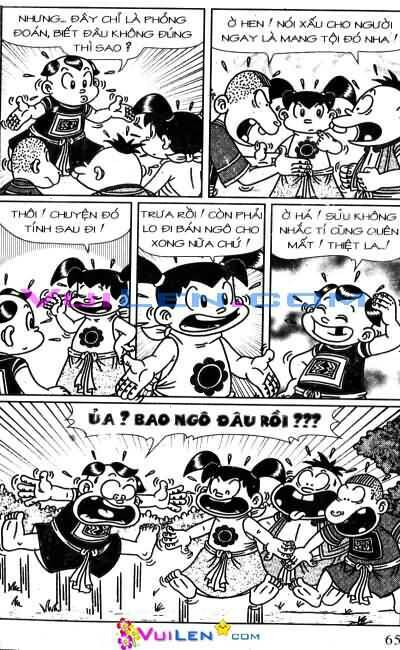 NHƯNG... ĐÂY CHỈ LÀ PHỎNG
ĐOÁN, BIẾT ĐÂU KHÔNG ĐÚNG
THÌ SAO ?
Ờ HEN ! NÓI XẤU CHO NGƯỜI
NGAY LÀ MANG TỘI ĐÓ NHA !
THÔI ! CHUYỆN ĐÓ
TÍNH SAU ĐI !
TRƯA RỒI ! CÒN PHẢI
LO ĐI BÁN NGÔ CHO
XONG NỮA CHỨ !
Ờ HÁ ! SỬU KHÔNG
NHẮC TÍ CŨNG QUÊN
MẤT ! THIỆT LÀ...!
VUILEN.COM
ỦA ? BAO NGÔ ĐÂU RỒI ???
VUILEN.COM
65